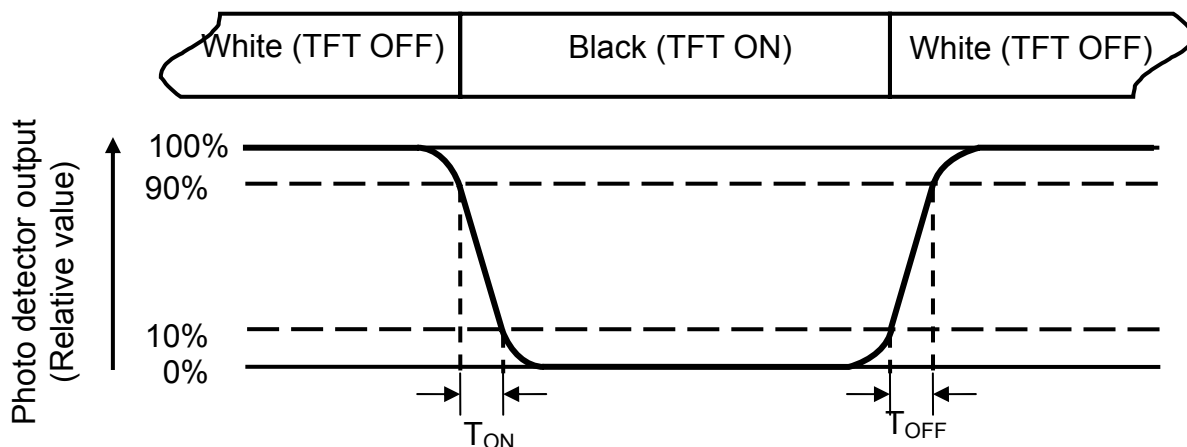 White (TFT OFF)
Black (TFT ON)
White (TFT OFF)
Photo detector output
(Relative value)
100%
90%
10%
0%
TON
TOFF